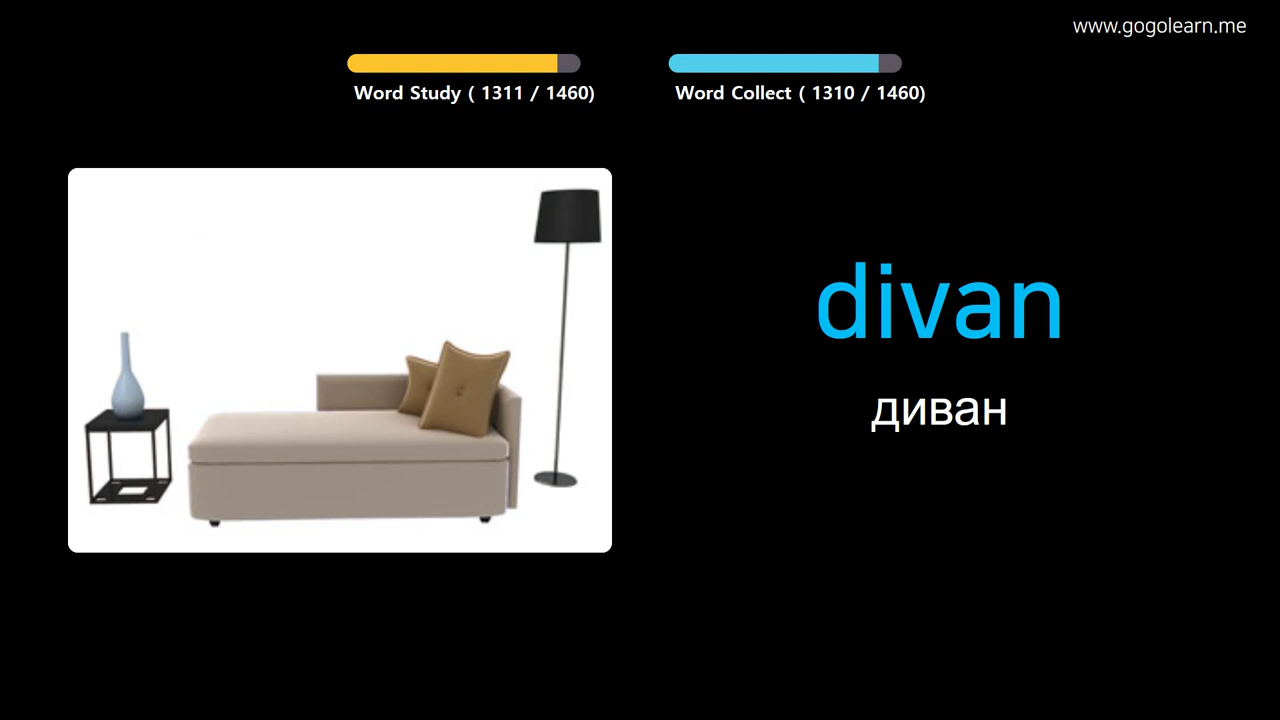 www.gogolearn.me
Word Study ( 1311 / 1460)
Word Collect ( 1310 / 1460)
divan
диван